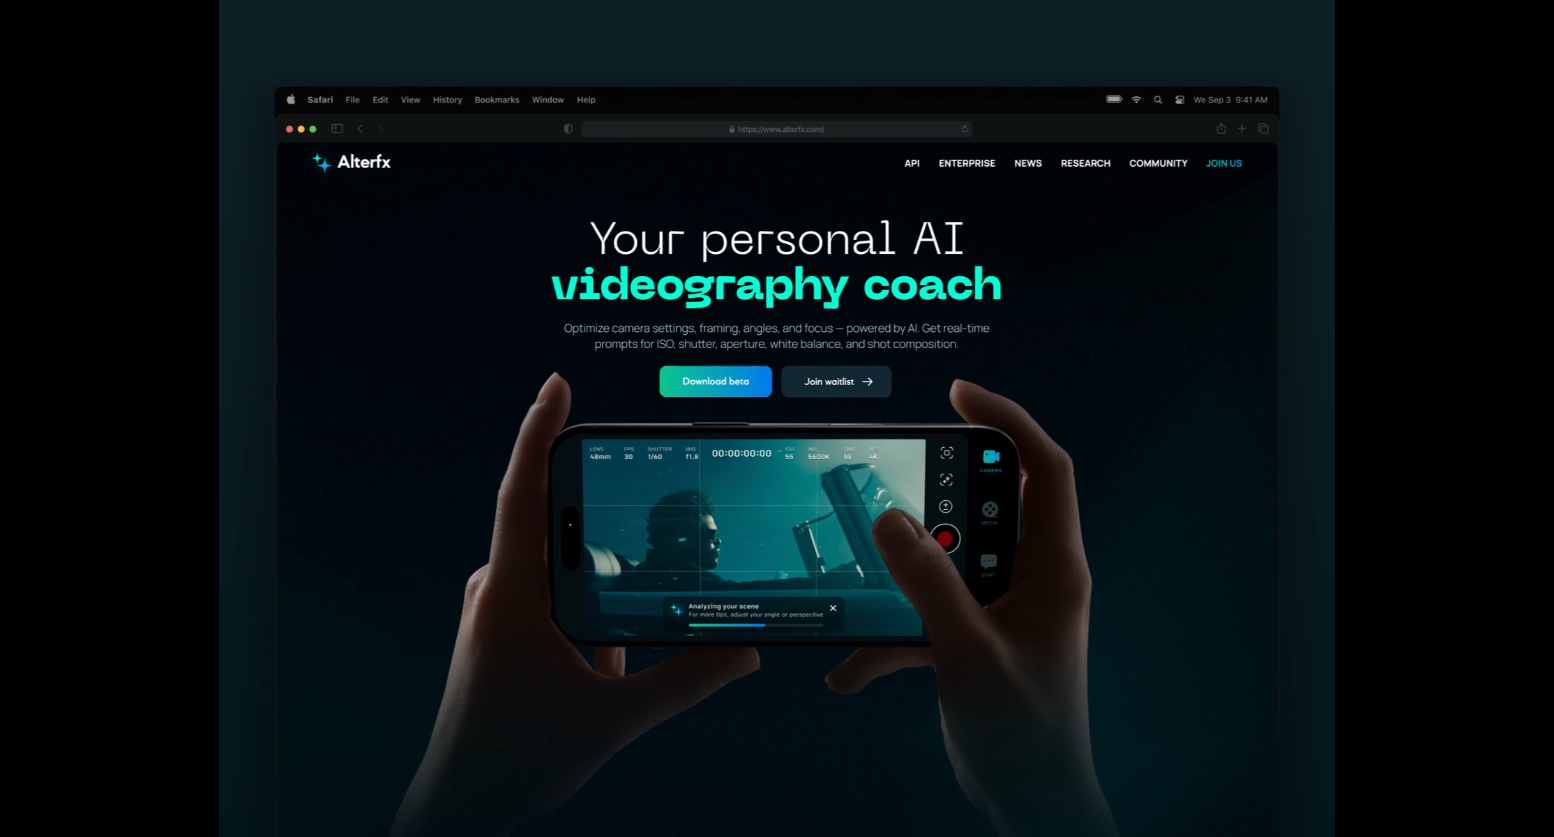 Safari File Edit View History Bookmarks Window Help
We Sep 3 9:41 AM
https://www.alterfx.com/
Alterfx
API ENTERPRISE NEWS RESEARCH COMMUNITY JOIN US
Your personal AI
videography coach
Optimize camera settings, framing, angles, and focus — powered by AI. Get real-time
prompts for ISO, shutter, aperture, white balance, and shot composition.
Download beta
Join waitlist →
LENS FPS SHUTTER IRIS ISO WB
48mm 30 1/60 f1.8 00:00:00:00 55 5600K 10 4K
CAMERA
MEDIA
CHAT
Analyzing your scene
For more tips, adjust your angle or perspective